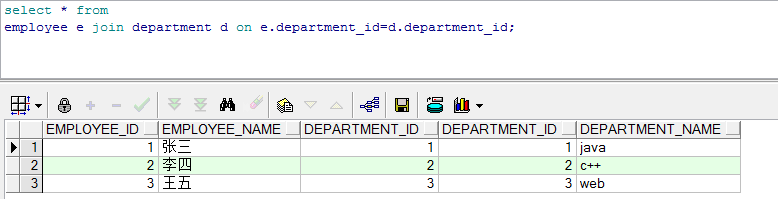 select * from
employee e join department d on e.department_id=d.department_id;
EMPLOYEE_ID EMPLOYEE_NAME DEPARTMENT_ID DEPARTMENT_ID DEPARTMENT_NAME
1 1 张三 1 1 java
2 2 李四 2 2 c++
3 3 王五 3 3 web